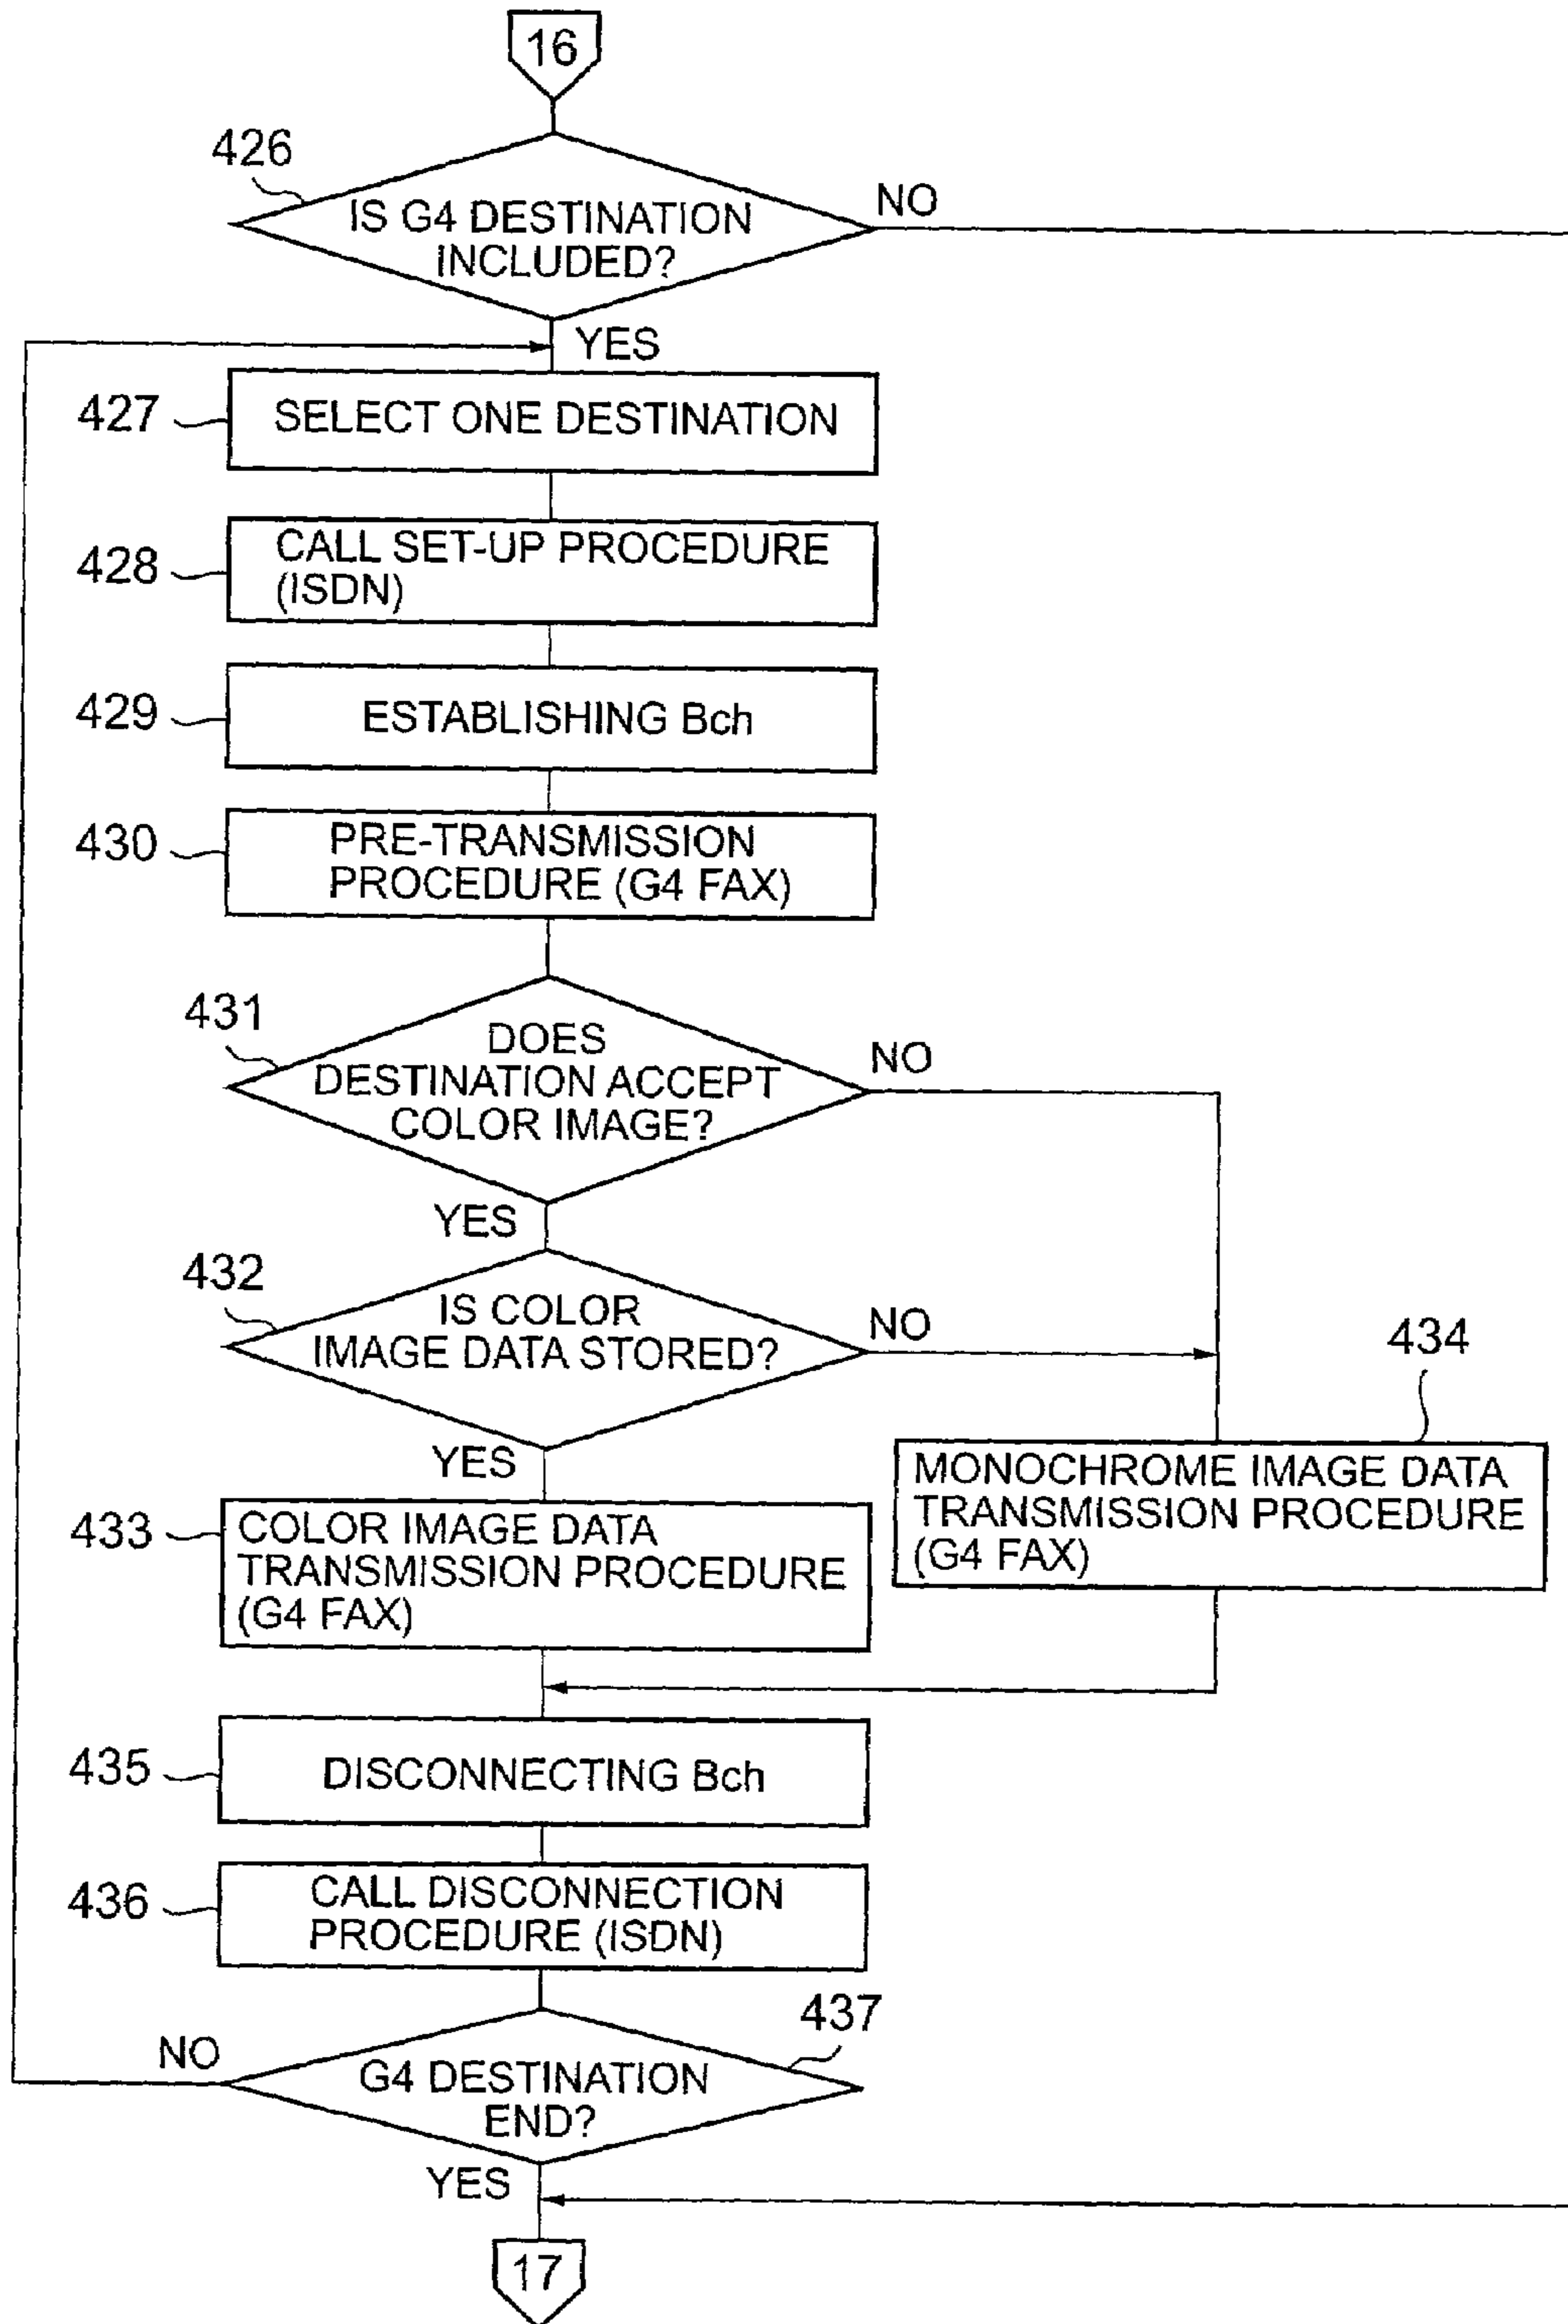 16
426
IS G4 DESTINATION
INCLUDED?
NO
YES
427
SELECT ONE DESTINATION
428
CALL SET-UP PROCEDURE
(ISDN)
429
ESTABLISHING Bch
430
PRE-TRANSMISSION
PROCEDURE (G4 FAX)
431
DOES
DESTINATION ACCEPT
COLOR IMAGE?
NO
YES
432
IS COLOR
IMAGE DATA STORED?
NO
YES
434
MONOCHROME IMAGE DATA
TRANSMISSION PROCEDURE
(G4 FAX)
433
COLOR IMAGE DATA
TRANSMISSION PROCEDURE
(G4 FAX)
435
DISCONNECTING Bch
436
CALL DISCONNECTION
PROCEDURE (ISDN)
437
NO
G4 DESTINATION
END?
YES
17